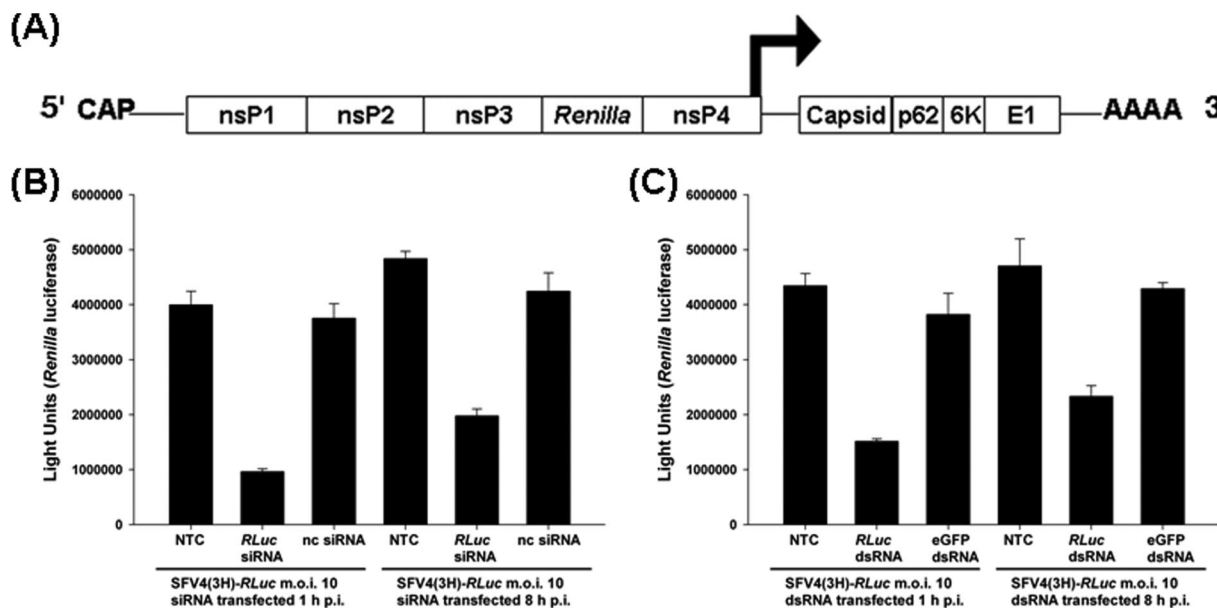 (A)
5' CAP nsP1 nsP2 nsP3 Renilla nsP4 Capsid p62 6K E1 AAAA 3
(B)
Light Units (Renilla luciferase)
6000000
5000000
4000000
3000000
2000000
1000000
0
NTC RLuc siRNA nc siRNA NTC RLuc siRNA nc siRNA
SFV4(3H)-RLuc m.o.i. 10
siRNA transfected 1 h p.i.
SFV4(3H)-RLuc m.o.i. 10
siRNA transfected 8 h p.i.
(C)
Light Units (Renilla luciferase)
6000000
5000000
4000000
3000000
2000000
1000000
0
NTC RLuc dsRNA eGFP dsRNA NTC RLuc dsRNA eGFP dsRNA
SFV4(3H)-RLuc m.o.i. 10
dsRNA transfected 1 h p.i.
SFV4(3H)-RLuc m.o.i. 10
dsRNA transfected 8 h p.i.